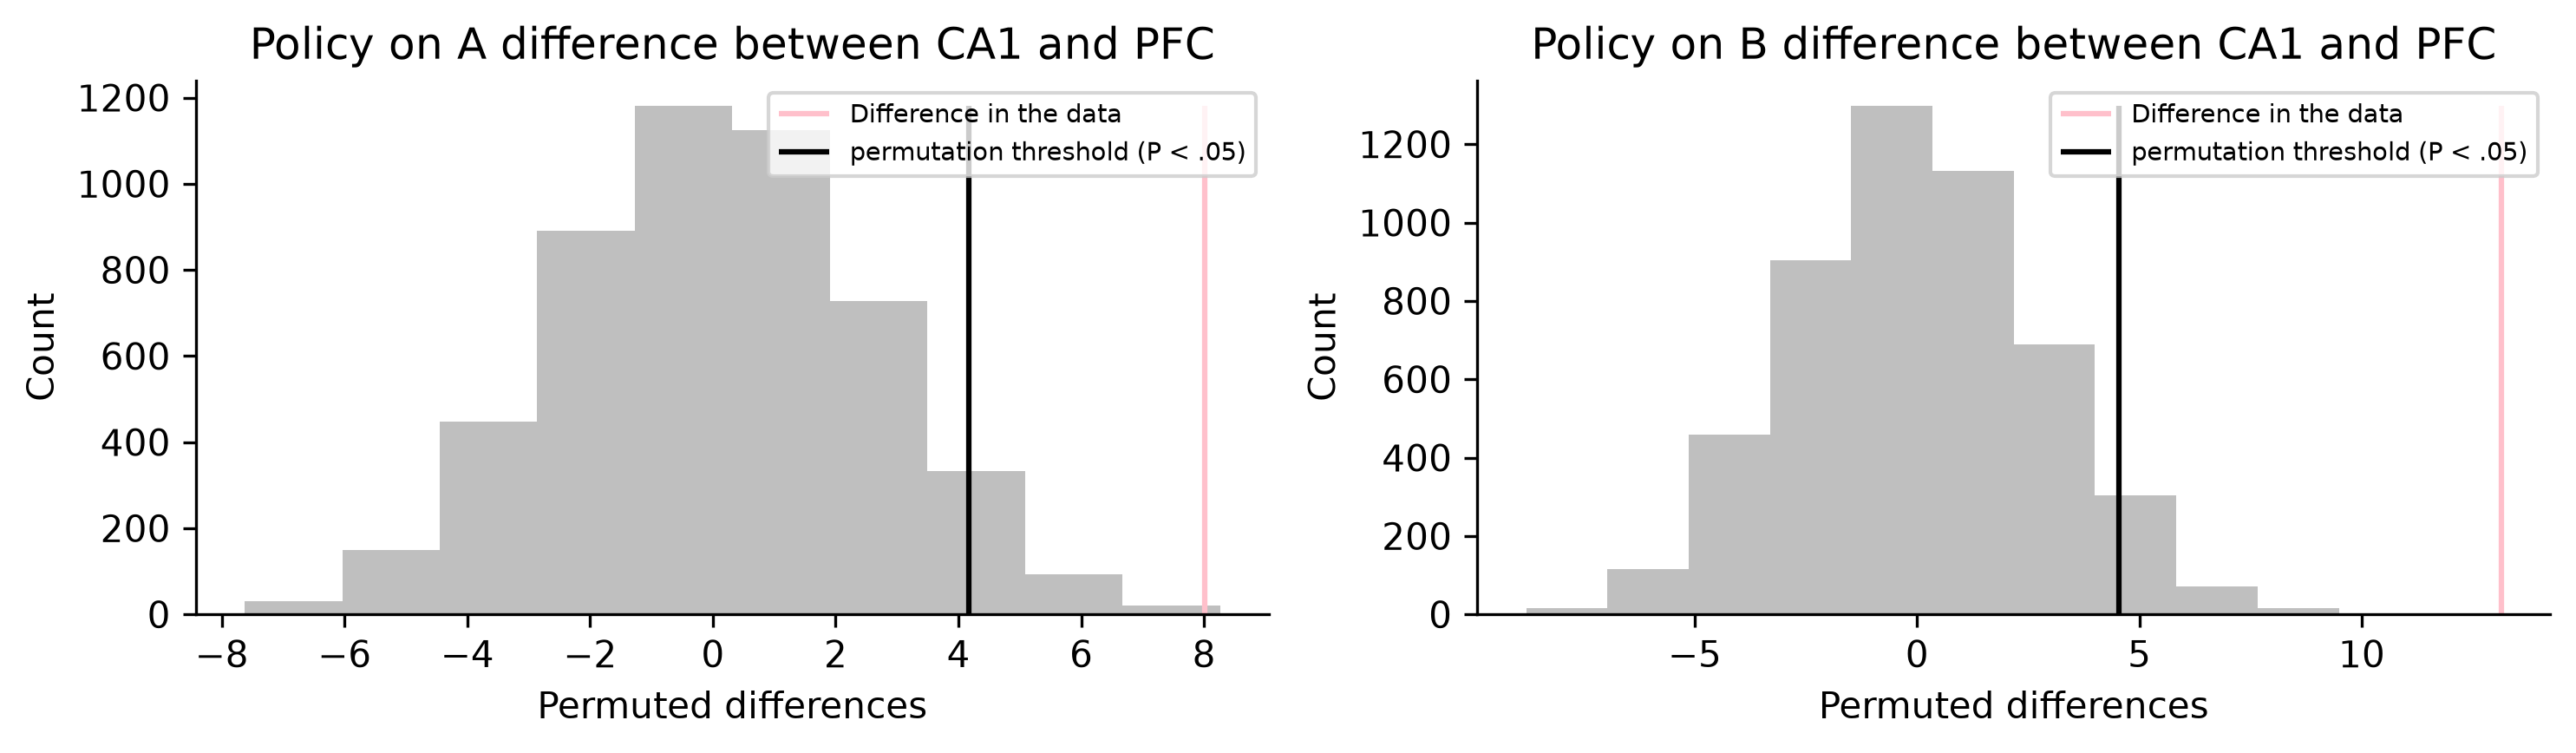 Policy on A difference between CA1 and PFC
1200
1000
800
600
400
200
0
Count
Difference in the data
permutation threshold (P < .05)
−8 −6 −4 −2 0 2 4 6 8
Permuted differences
Policy on B difference between CA1 and PFC
1200
1000
800
600
400
200
0
Count
Difference in the data
permutation threshold (P < .05)
−5 0 5 10
Permuted differences